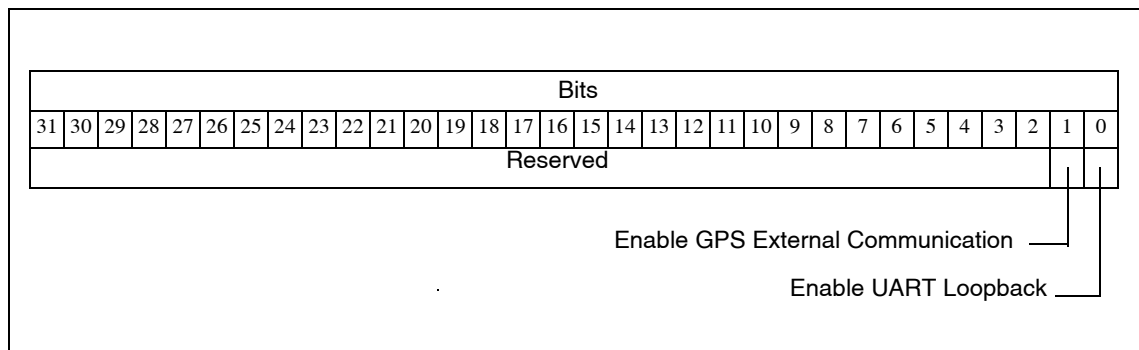 Bits
31 30 29 28 27 26 25 24 23 22 21 20 19 18 17 16 15 14 13 12 11 10 9 8 7 6 5 4 3 2 1 0
Reserved
Enable GPS External Communication
Enable UART Loopback